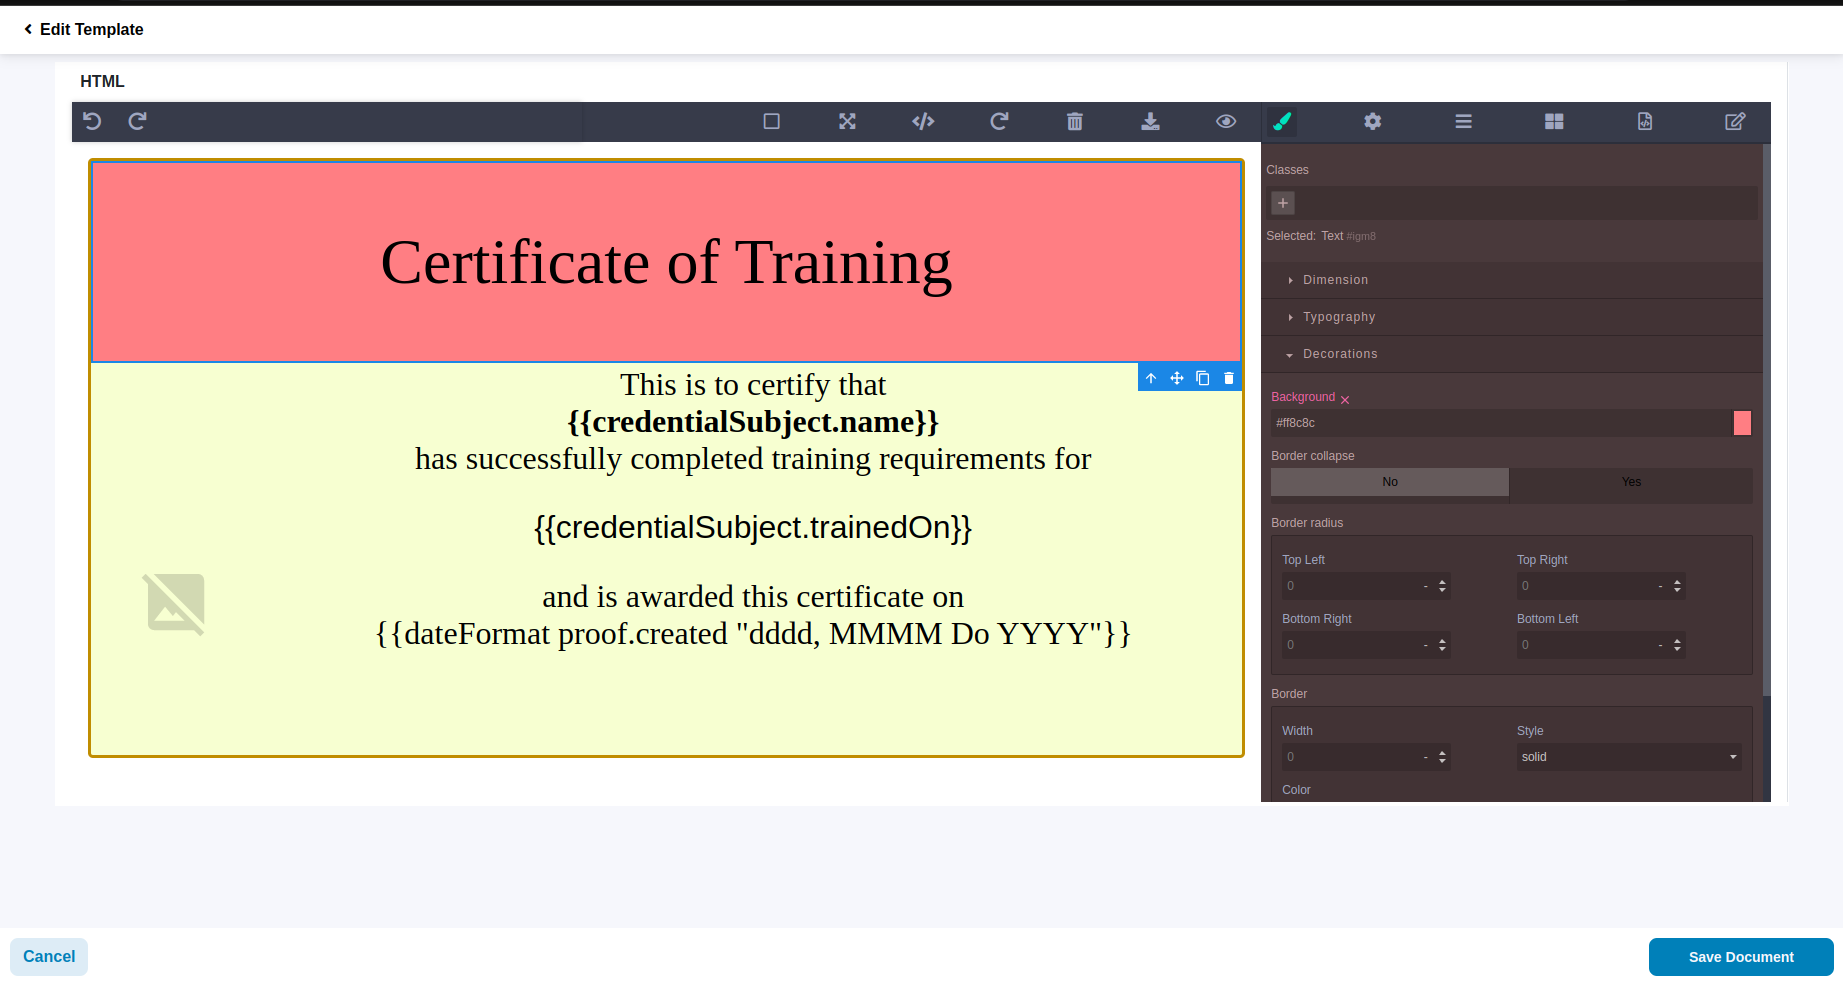 Edit Template
HTML
Certificate of Training
This is to certify that
{{credentialSubject.name}}
has successfully completed training requirements for
{{credentialSubject.trainedOn}}
and is awarded this certificate on
{{dateFormat proof.created "dddd, MMMM Do YYYY"}}
Classes
+
Selected: Text #igm8
Dimension
Typography
Decorations
Background
#ff8c8c
Border collapse
No Yes
Border radius
Top Left Top Right
0 - 0 -
Bottom Right Bottom Left
0 - 0 -
Border
Width Style
0 - solid
Color
Cancel Save Document